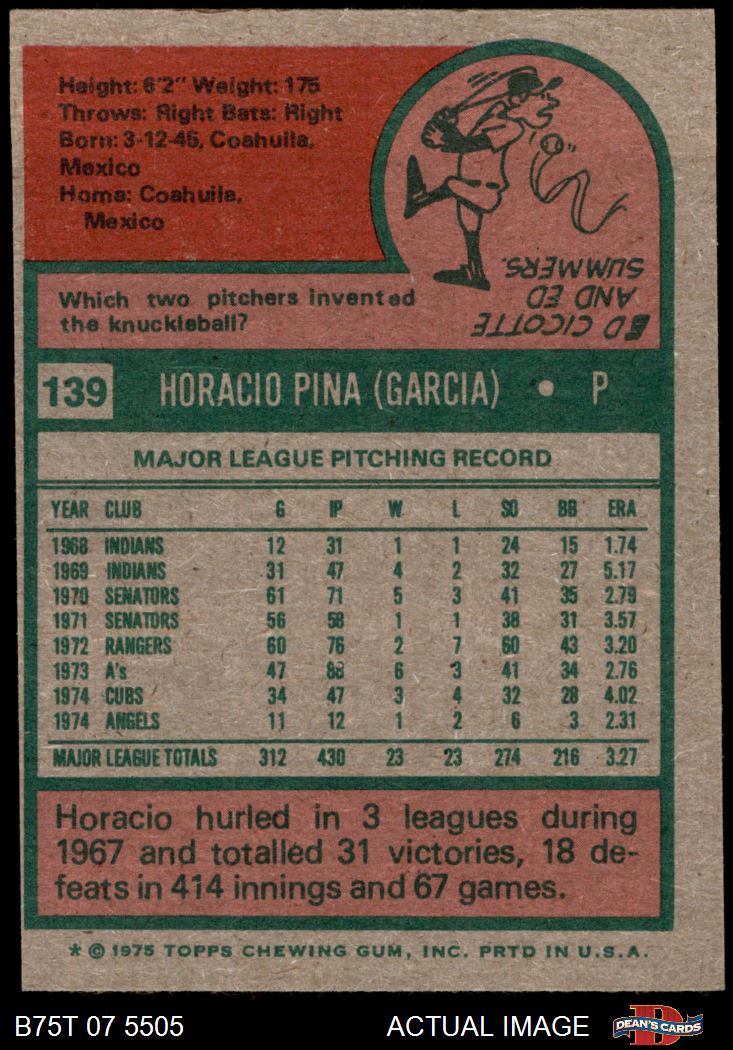 Height: 6'2" Weight: 175
Throws: Right Bats: Right
Born: 3-12-45, Coahuila,
Mexico
Home: Coahuila,
Mexico
Which two pitchers invented
the knuckleball?
ED CICOTTE
AND ED
SUMMERS.
139 HORACIO PINA (GARCIA) • P
MAJOR LEAGUE PITCHING RECORD
YEAR CLUB G IP W L SO BB ERA
1968 INDIANS 12 31 1 1 24 15 1.74
1969 INDIANS 31 47 4 2 32 27 5.17
1970 SENATORS 61 71 5 3 41 35 2.79
1971 SENATORS 56 58 1 1 38 31 3.57
1972 RANGERS 60 76 2 7 60 43 3.20
1973 A's 47 88 6 3 41 34 2.76
1974 CUBS 34 47 3 4 32 28 4.02
1974 ANGELS 11 12 1 2 6 3 2.31
MAJOR LEAGUE TOTALS 312 430 23 23 274 216 3.27
Horacio hurled in 3 leagues during
1967 and totalled 31 victories, 18 de-
feats in 414 innings and 67 games.
* © 1975 TOPPS CHEWING GUM, INC. PRTD IN U.S.A.
B75T 07 5505 ACTUAL IMAGE DEAN'S CARDS